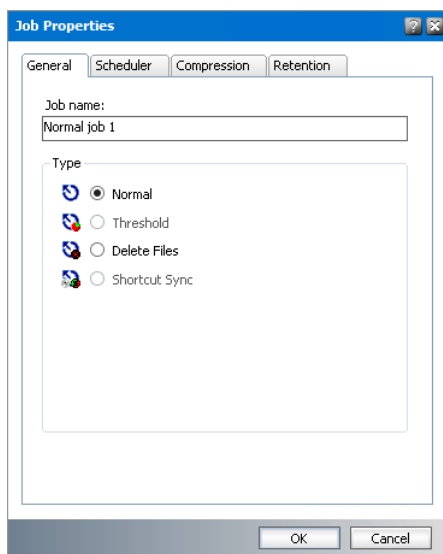 Job Properties
General Scheduler Compression Retention
Job name:
Normal job 1
Type
Normal
Threshold
Delete Files
Shortcut Sync
OK Cancel